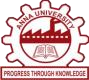 ANNA UNIVERSITY
PROGRESS THROUGH KNOWLEDGE